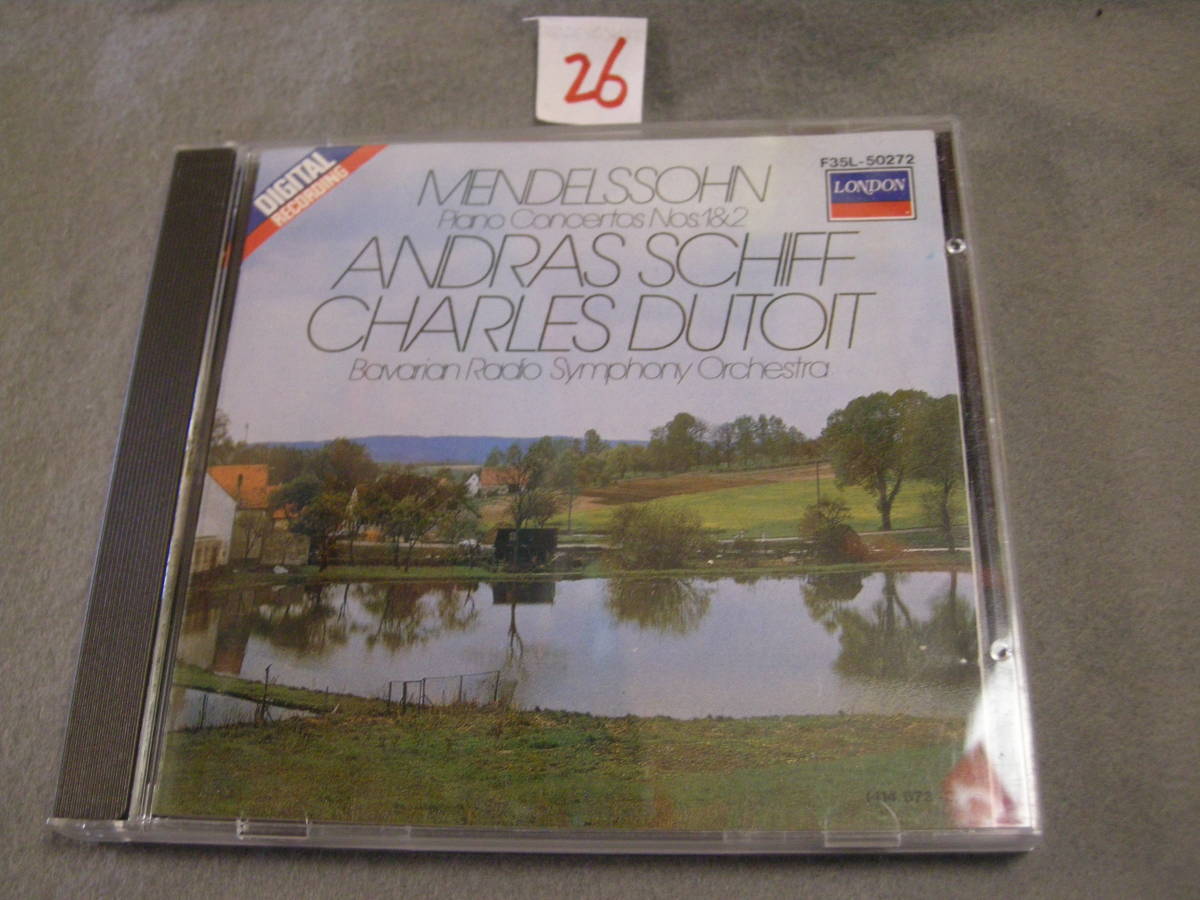 26
DIGITAL
RECORDING
F35L-50272
LONDON
MENDELSSOHN
Piano Concertos Nos.1&2
ANDRAS SCHIFF
CHARLES DUTOIT
Bavarian Radio Symphony Orchestra